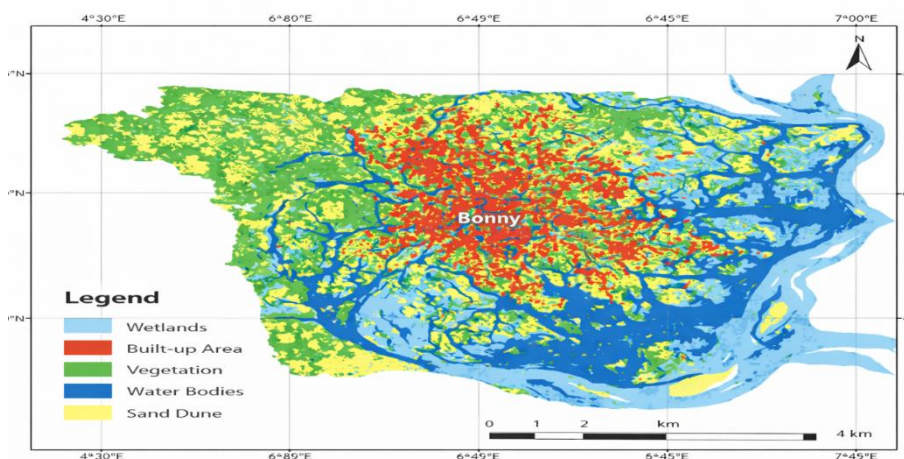 4°30'E 6°80'E 6°49'E 6°45'E 7°00'E
N
Bonny
Legend
Wetlands
Built-up Area
Vegetation
Water Bodies
Sand Dune
0 1 2 km 4 km
4°30'E 6°89'E 6°49'E 5°45'E 7°49'E